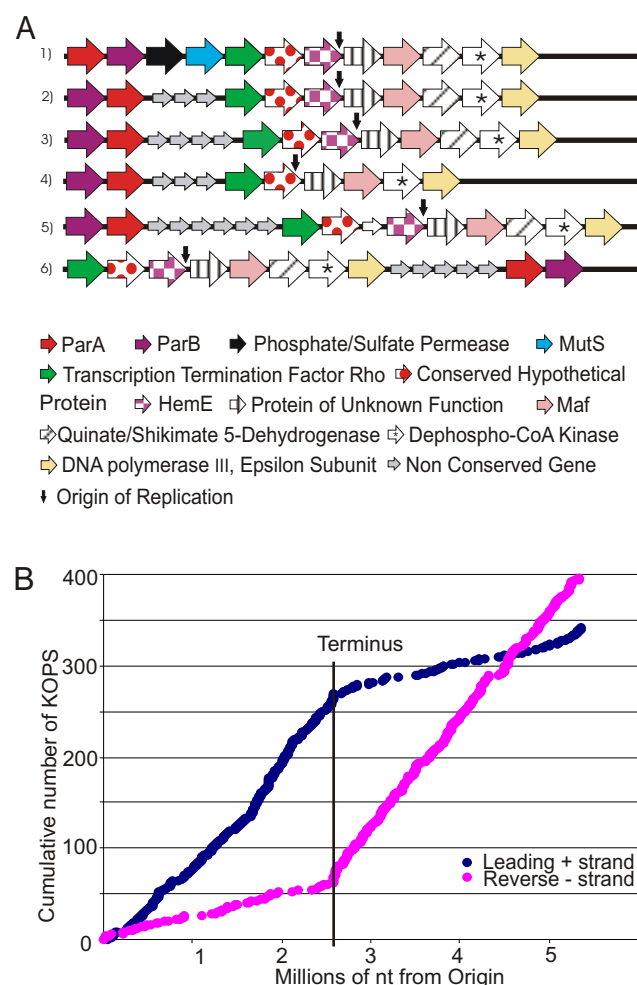 A
1)
*
2)
*
3)
*
4)
*
5)
*
6)
*
ParA ParB Phosphate/Sulfate Permease MutS
Transcription Termination Factor Rho Conserved Hypothetical
Protein HemE Protein of Unknown Function Maf
Quinate/Shikimate 5-Dehydrogenase * Dephospho-CoA Kinase
DNA polymerase III, Epsilon Subunit Non Conserved Gene
Origin of Replication
B
400
Terminus
300
200
100
0
Cumulative number of KOPS
Leading + strand
Reverse - strand
1 2 3 4 5
Millions of nt from Origin